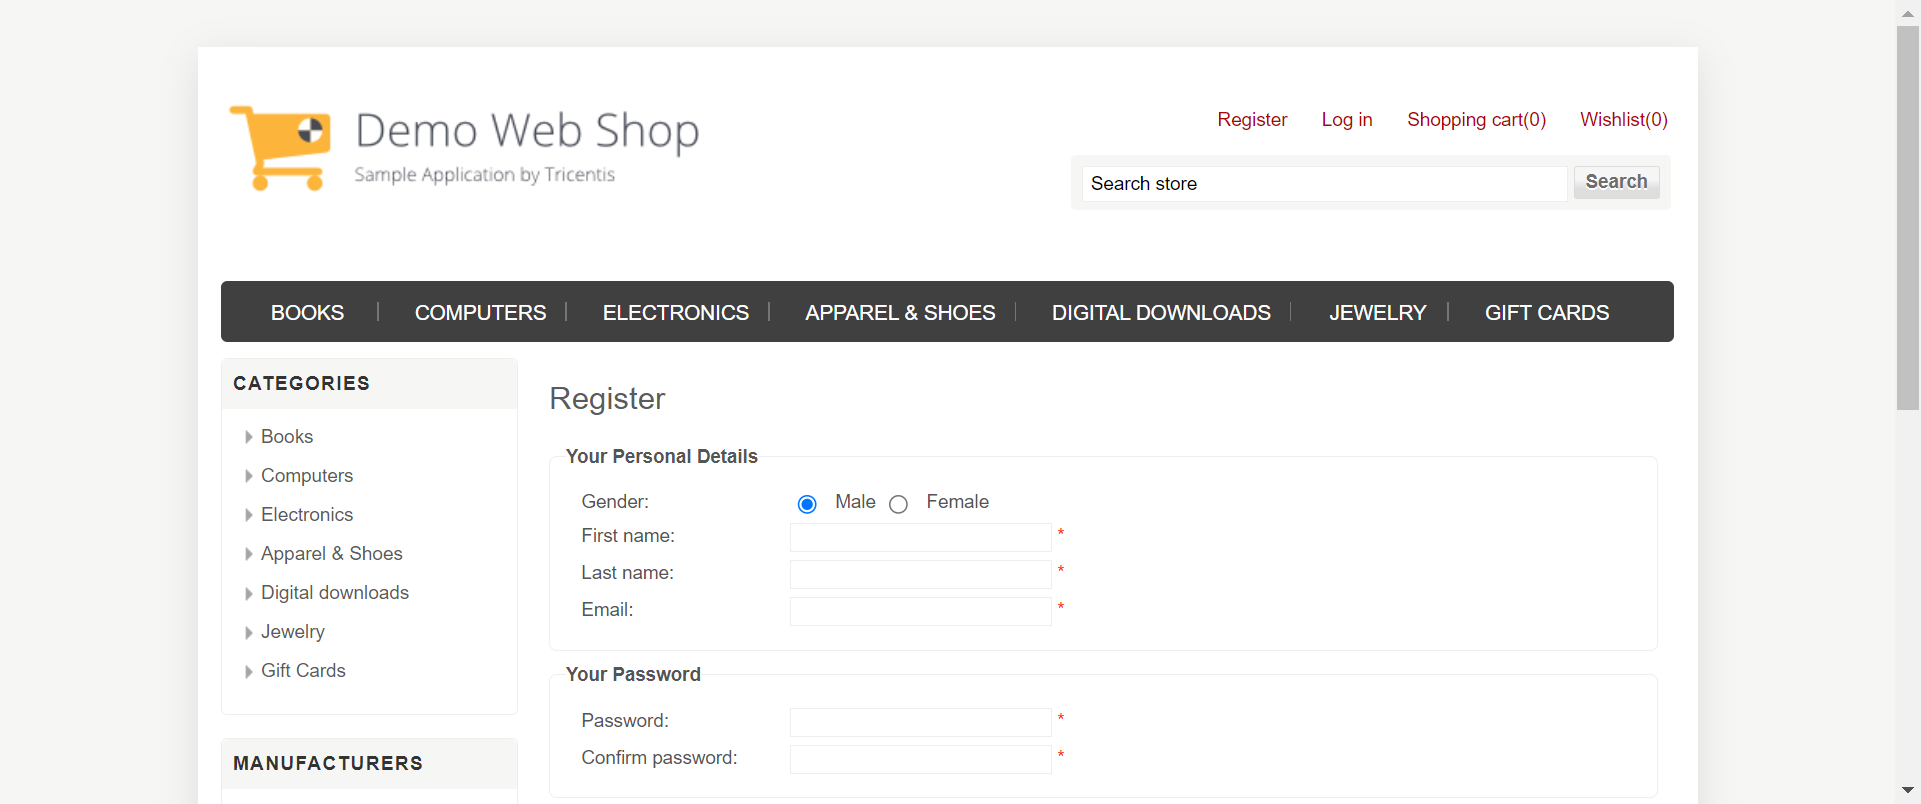 Demo Web Shop
Sample Application by Tricentis
Register Log in Shopping cart(0) Wishlist(0)
Search store Search
BOOKS COMPUTERS ELECTRONICS APPAREL & SHOES DIGITAL DOWNLOADS JEWELRY GIFT CARDS
CATEGORIES
Books
Computers
Electronics
Apparel & Shoes
Digital downloads
Jewelry
Gift Cards
MANUFACTURERS
Register
Your Personal Details
Gender: Male Female
First name: *
Last name: *
Email: *
Your Password
Password: *
Confirm password: *